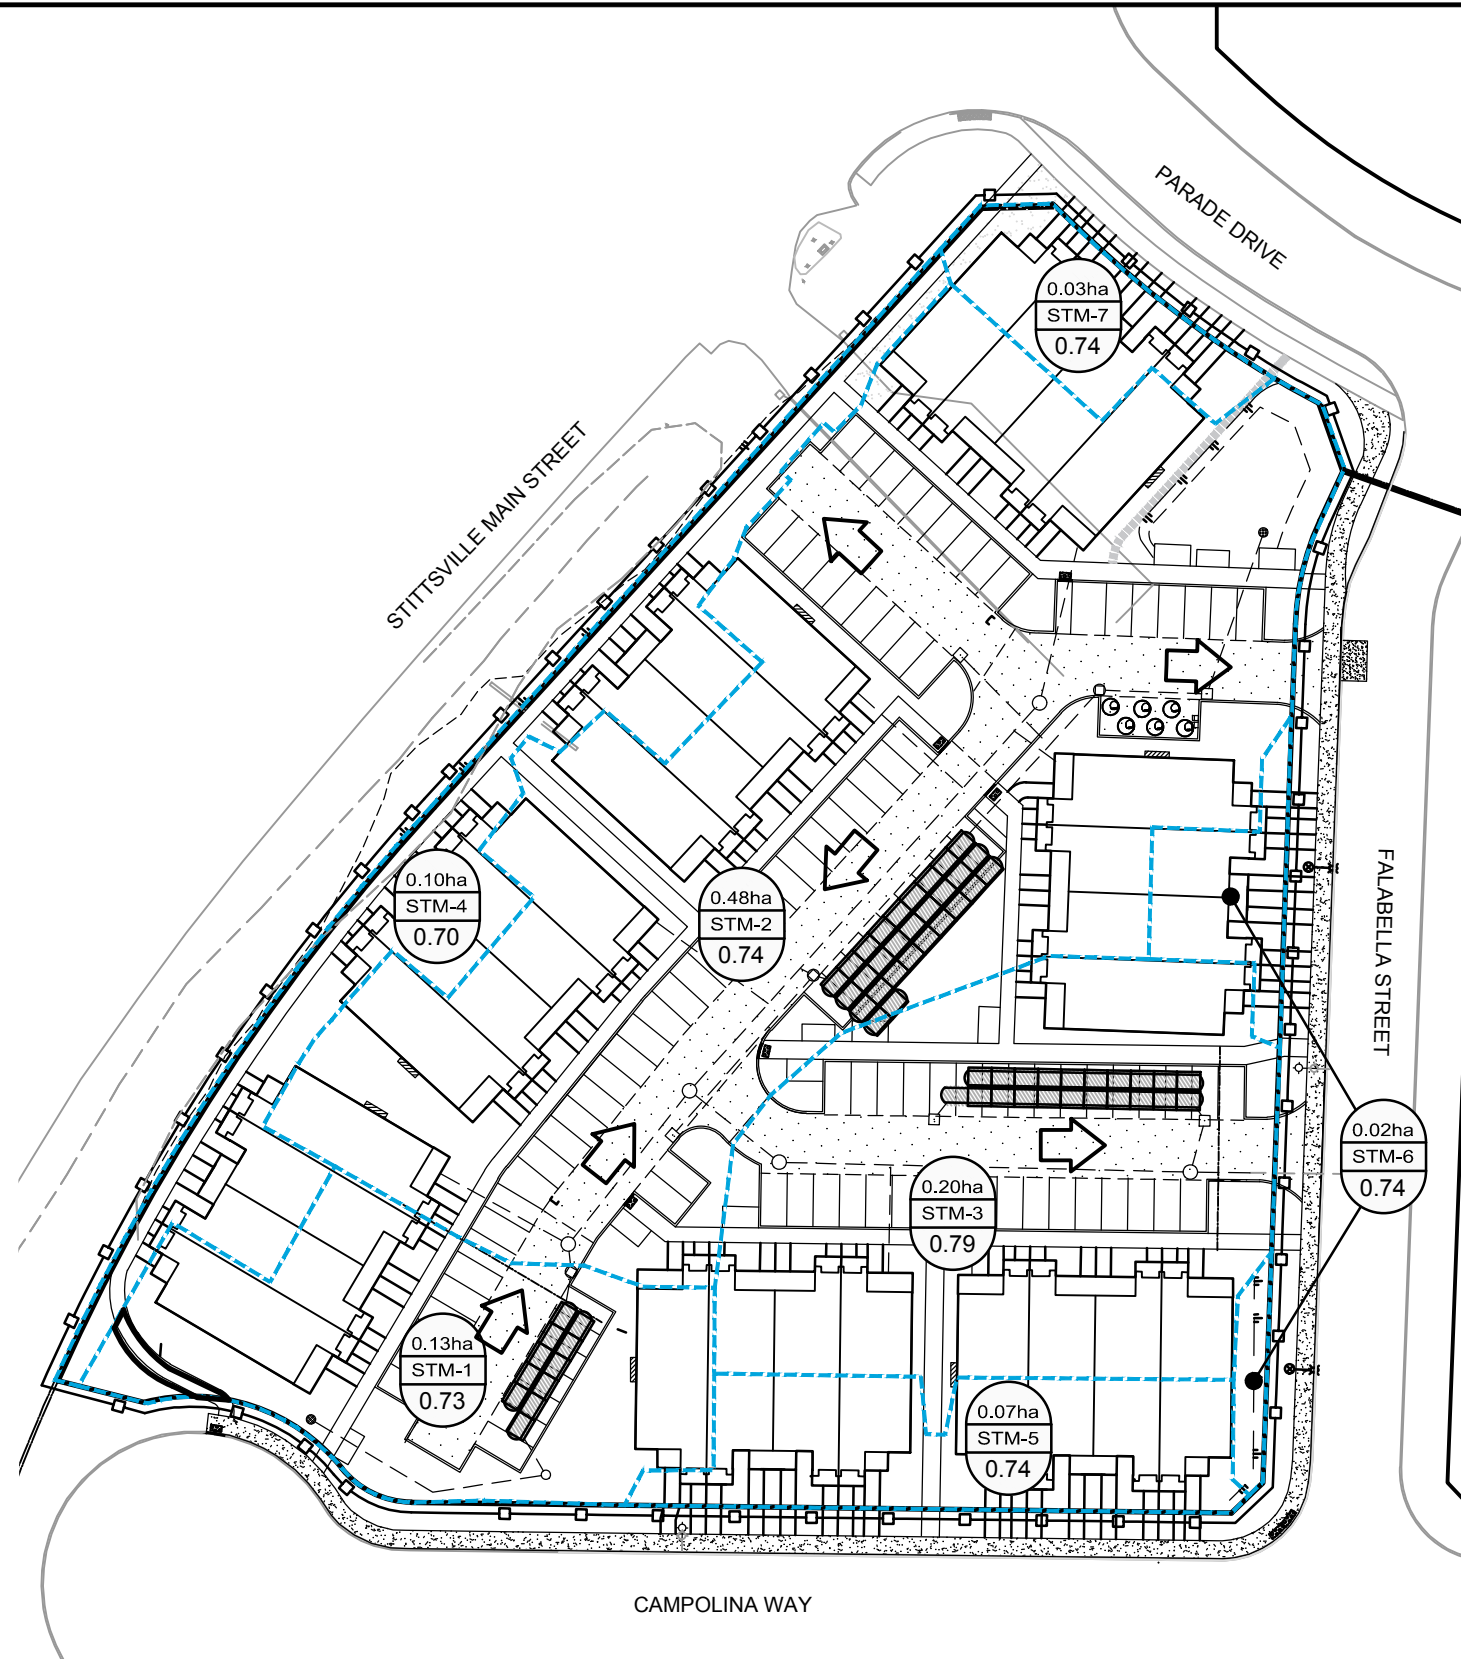 PARADE DRIVE
0.03ha
STM-7
0.74
STITTSVILLE MAIN STREET
0.10ha
STM-4
0.70
0.48ha
STM-2
0.74
FALABELLA STREET
0.02ha
STM-6
0.74
0.20ha
STM-3
0.79
0.13ha
STM-1
0.73
0.07ha
STM-5
0.74
CAMPOLINA WAY